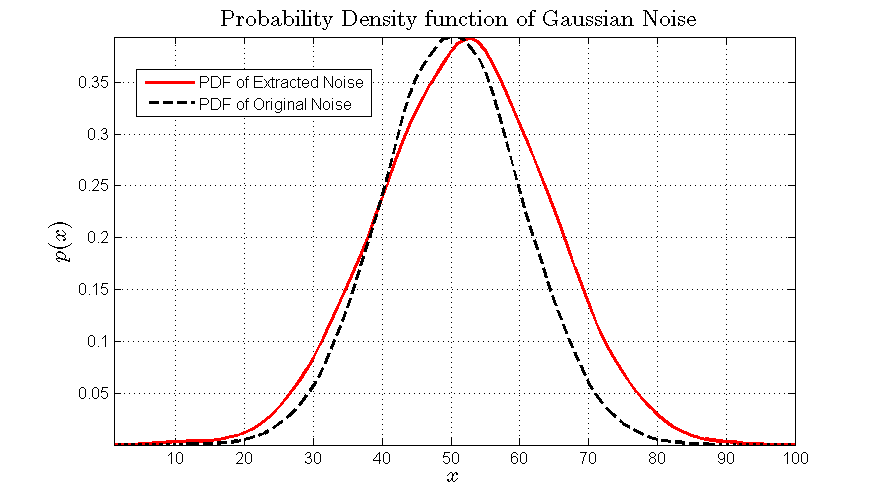 Probability Density function of Gaussian Noise
PDF of Extracted Noise
PDF of Original Noise
p(x)
0.35
0.3
0.25
0.2
0.15
0.1
0.05
10 20 30 40 50 60 70 80 90 100
x